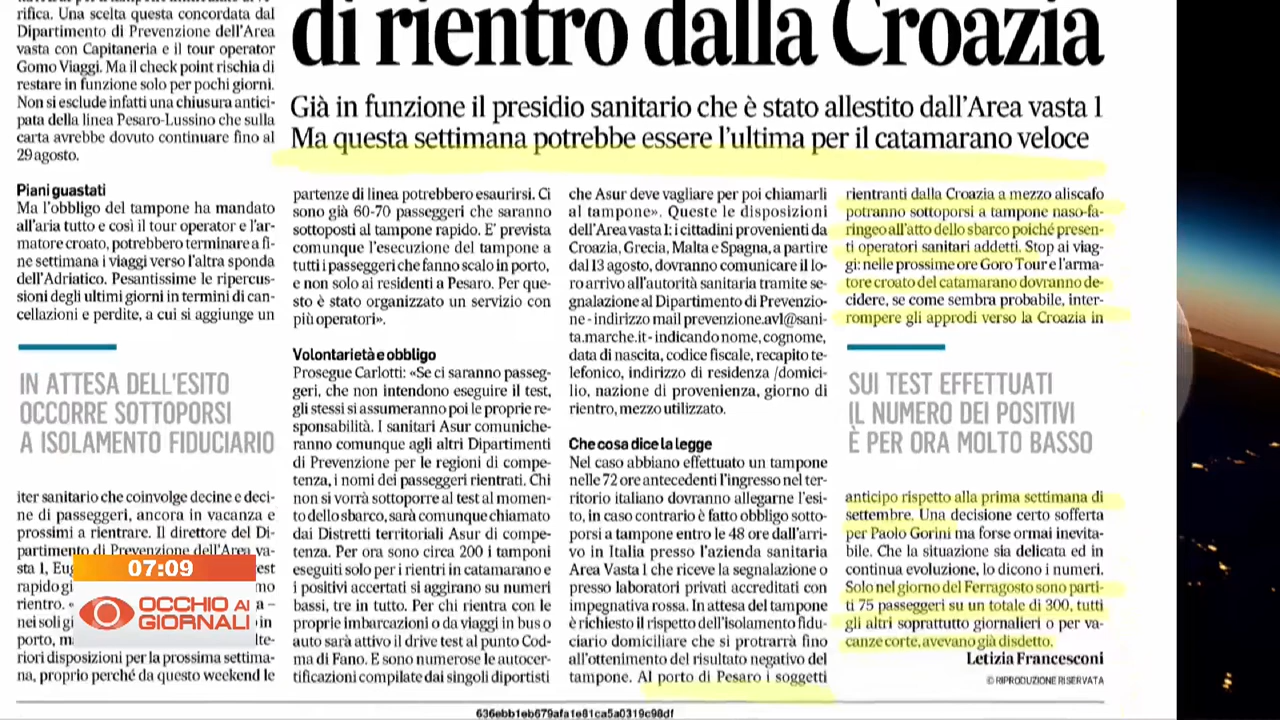 rifica. Una scelta questa concordata dal
Dipartimento di Prevenzione dell'Area
vasta con Capitaneria e il tour operator
Gomo Viaggi. Ma il check point rischia di
restare in funzione solo per pochi giorni.
Non si esclude infatti una chiusura antici-
pata della linea Pesaro-Lussino che sulla
carta avrebbe dovuto continuare fino al
29 agosto.
di rientro dalla Croazia
Già in funzione il presidio sanitario che è stato allestito dall'Area vasta 1
Ma questa settimana potrebbe essere l'ultima per il catamarano veloce
Piani guastati
Ma l'obbligo del tampone ha mandato
all'aria tutto e così il tour operator e l'ar-
matore croato, potrebbero terminare a fi-
ne settimana i viaggi verso l'altra sponda
dell'Adriatico. Pesantissime le ripercus-
sioni degli ultimi giorni in termini di can-
cellazioni e perdite, a cui si aggiunge un
IN ATTESA DELL'ESITO
OCCORRE SOTTOPORSI
A ISOLAMENTO FIDUCIARIO
iter sanitario che coinvolge decine e deci-
ne di passeggeri, ancora in vacanza e
prossimi a rientrare. Il direttore del Di-
partimento di Prevenzione dell'Area va-
sta 1, Eug est
rapido gi mo
rientro. « a –
nei soli gi in
porto, m lte-
riori disposizioni per la prossima settima-
na, proprio perché da questo weekend le
partenze di linea potrebbero esaurirsi. Ci
sono già 60-70 passeggeri che saranno
sottoposti al tampone rapido. E' prevista
comunque l'esecuzione del tampone a
tutti i passeggeri che fanno scalo in porto,
e non solo ai residenti a Pesaro. Per que-
sto è stato organizzato un servizio con
più operatori».
Volontarietà e obbligo
Prosegue Carlotti: «Se ci saranno passeg-
geri, che non intendono eseguire il test,
gli stessi si assumeranno poi le proprie re-
sponsabilità. I sanitari Asur comuniche-
ranno comunque agli altri Dipartimenti
di Prevenzione per le regioni di compe-
tenza, i nomi dei passeggeri rientrati. Chi
non si vorrà sottoporre al test al momen-
to dello sbarco, sarà comunque chiamato
dai Distretti territoriali Asur di compe-
tenza. Per ora sono circa 200 i tamponi
eseguiti solo per i rientri in catamarano e
i positivi accertati si aggirano su numeri
bassi, tre in tutto. Per chi rientra con le
proprie imbarcazioni o da viaggi in bus o
auto sarà attivo il drive test al punto Cod-
ma di Fano. E sono numerose le autocer-
tificazioni compilate dai singoli diportisti
che Asur deve vagliare per poi chiamarli
al tampone». Queste le disposizioni
dell'Area vasta 1: i cittadini provenienti da
Croazia, Grecia, Malta e Spagna, a partire
dal 13 agosto, dovranno comunicare il lo-
ro arrivo all'autorità sanitaria tramite se-
gnalazione al Dipartimento di Prevenzio-
ne - indirizzo mail prevenzione.av1@sani-
ta.marche.it - indicando nome, cognome,
data di nascita, codice fiscale, recapito te-
lefonico, indirizzo di residenza /domici-
lio, nazione di provenienza, giorno di
rientro, mezzo utilizzato.
Che cosa dice la legge
Nel caso abbiano effettuato un tampone
nelle 72 ore antecedenti l'ingresso nel ter-
ritorio italiano dovranno allegarne l'esi-
to, in caso contrario è fatto obbligo sotto-
porsi a tampone entro le 48 ore dall'arri-
vo in Italia presso l'azienda sanitaria
Area Vasta 1 che riceve la segnalazione o
presso laboratori privati accreditati con
impegnativa rossa. In attesa del tampone
è richiesto il rispetto dell'isolamento fidu-
ciario domiciliare che si protrarrà fino
all'ottenimento del risultato negativo del
tampone. Al porto di Pesaro i soggetti
rientranti dalla Croazia a mezzo aliscafo
potranno sottoporsi a tampone naso-fa-
ringeo all'atto dello sbarco poiché presen-
ti operatori sanitari addetti. Stop ai viag-
gi: nelle prossime ore Goro Tour e l'arma-
tore croato del catamarano dovranno de-
cidere, se come sembra probabile, inter-
rompere gli approdi verso la Croazia in
SUI TEST EFFETTUATI
IL NUMERO DEI POSITIVI
È PER ORA MOLTO BASSO
anticipo rispetto alla prima settimana di
settembre. Una decisione certo sofferta
per Paolo Gorini ma forse ormai inevita-
bile. Che la situazione sia delicata ed in
continua evoluzione, lo dicono i numeri.
Solo nel giorno del Ferragosto sono parti-
ti 75 passeggeri su un totale di 300, tutti
gli altri soprattutto giornalieri o per va-
canze corte, avevano già disdetto.
Letizia Francesconi
© RIPRODUZIONE RISERVATA
07:09
OCCHIO AI
GIORNALI
636ebb1eb679afa1e81ca5a0319c98df